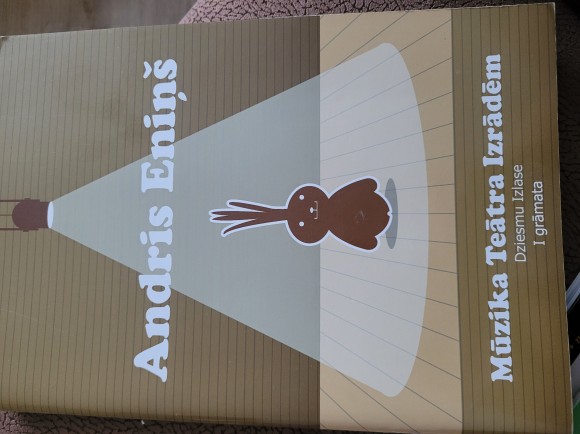 Andris Eniņš
Mūzika Teātra Izrādēm
Dziesmu Izlase
I grāmata